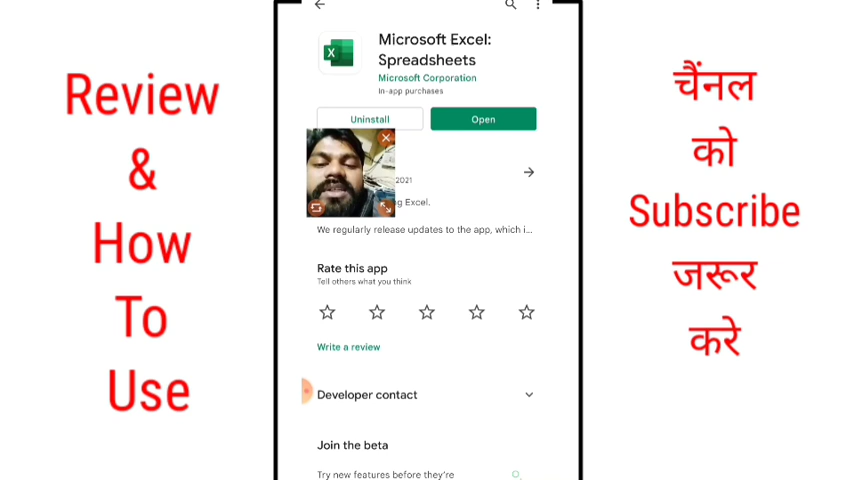 Review
&
How
To
Use
Microsoft Excel:
Spreadsheets
Microsoft Corporation
In-app purchases
Uninstall
Open
2021
g Excel.
We regularly release updates to the app, which i...
Rate this app
Tell others what you think
Write a review
Developer contact
Join the beta
Try new features before they're
चैंनल
को
Subscribe
जरूर
करे